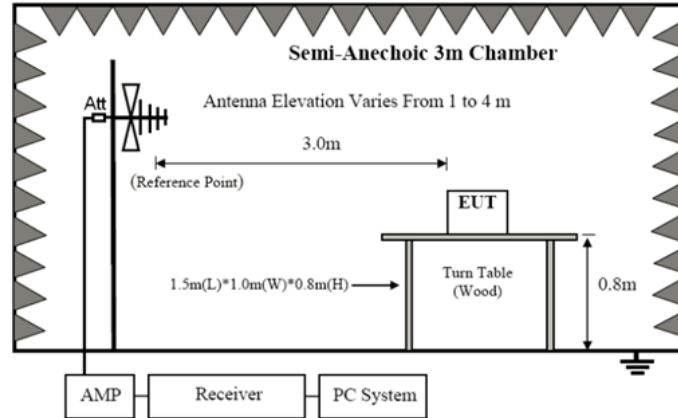 Semi-Anechoic 3m Chamber
Att
Antenna Elevation Varies From 1 to 4 m
3.0m
(Reference Point)
EUT
1.5m(L)*1.0m(W)*0.8m(H)
Turn Table
(Wood)
0.8m
AMP
Receiver
PC System